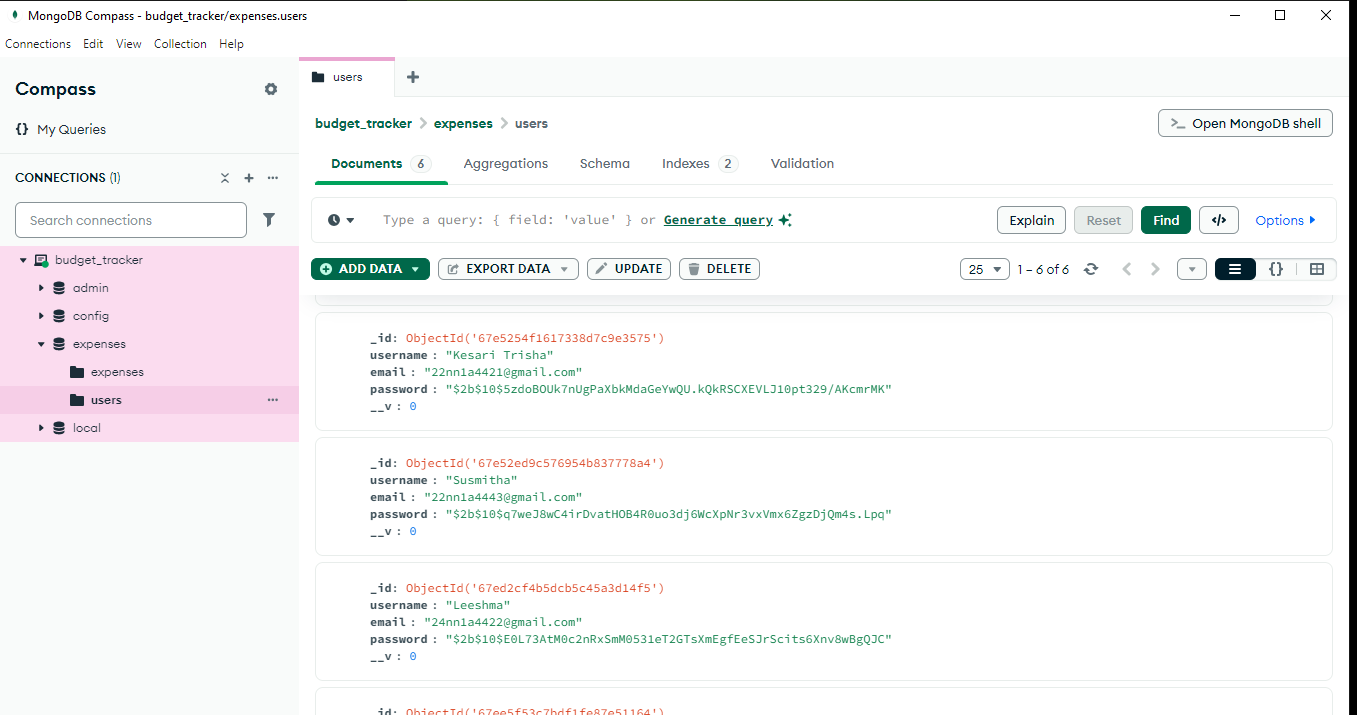 MongoDB Compass - budget_tracker/expenses.users
Connections Edit View Collection Help
Compass
{} My Queries
CONNECTIONS (1)
Search connections
budget_tracker
admin
config
expenses
expenses
users
local
users
budget_tracker > expenses > users
>_ Open MongoDB shell
Documents 6 Aggregations Schema Indexes 2 Validation
Type a query: { field: 'value' } or Generate query
Explain Reset Find </> Options
ADD DATA EXPORT DATA UPDATE DELETE
25 1 – 6 of 6 {}
_id: ObjectId('67e5254f1617338d7c9e3575')
username : "Kesari Trisha"
email : "22nn1a4421@gmail.com"
password : "$2b$10$5zdoBOUk7nUgPaXbkMdaGeYwQU.kQkRSCXEVLJ10pt329/AKcmrMK"
__v : 0
_id: ObjectId('67e52ed9c576954b837778a4')
username : "Susmitha"
email : "22nn1a4443@gmail.com"
password : "$2b$10$q7weJ8wC4irDvatHOB4R0uo3dj6WcXpNr3vxVmx6ZgzDjQm4s.Lpq"
__v : 0
_id: ObjectId('67ed2cf4b5dcb5c45a3d14f5')
username : "Leeshma"
email : "24nn1a4422@gmail.com"
password : "$2b$10$E0L73AtM0c2nRxSmM0531eT2GTsXmEgfEeSJrScits6Xnv8wBgQJC"
__v : 0
_id: ObjectId('67ee5f53c7bdf1fe87e51164')